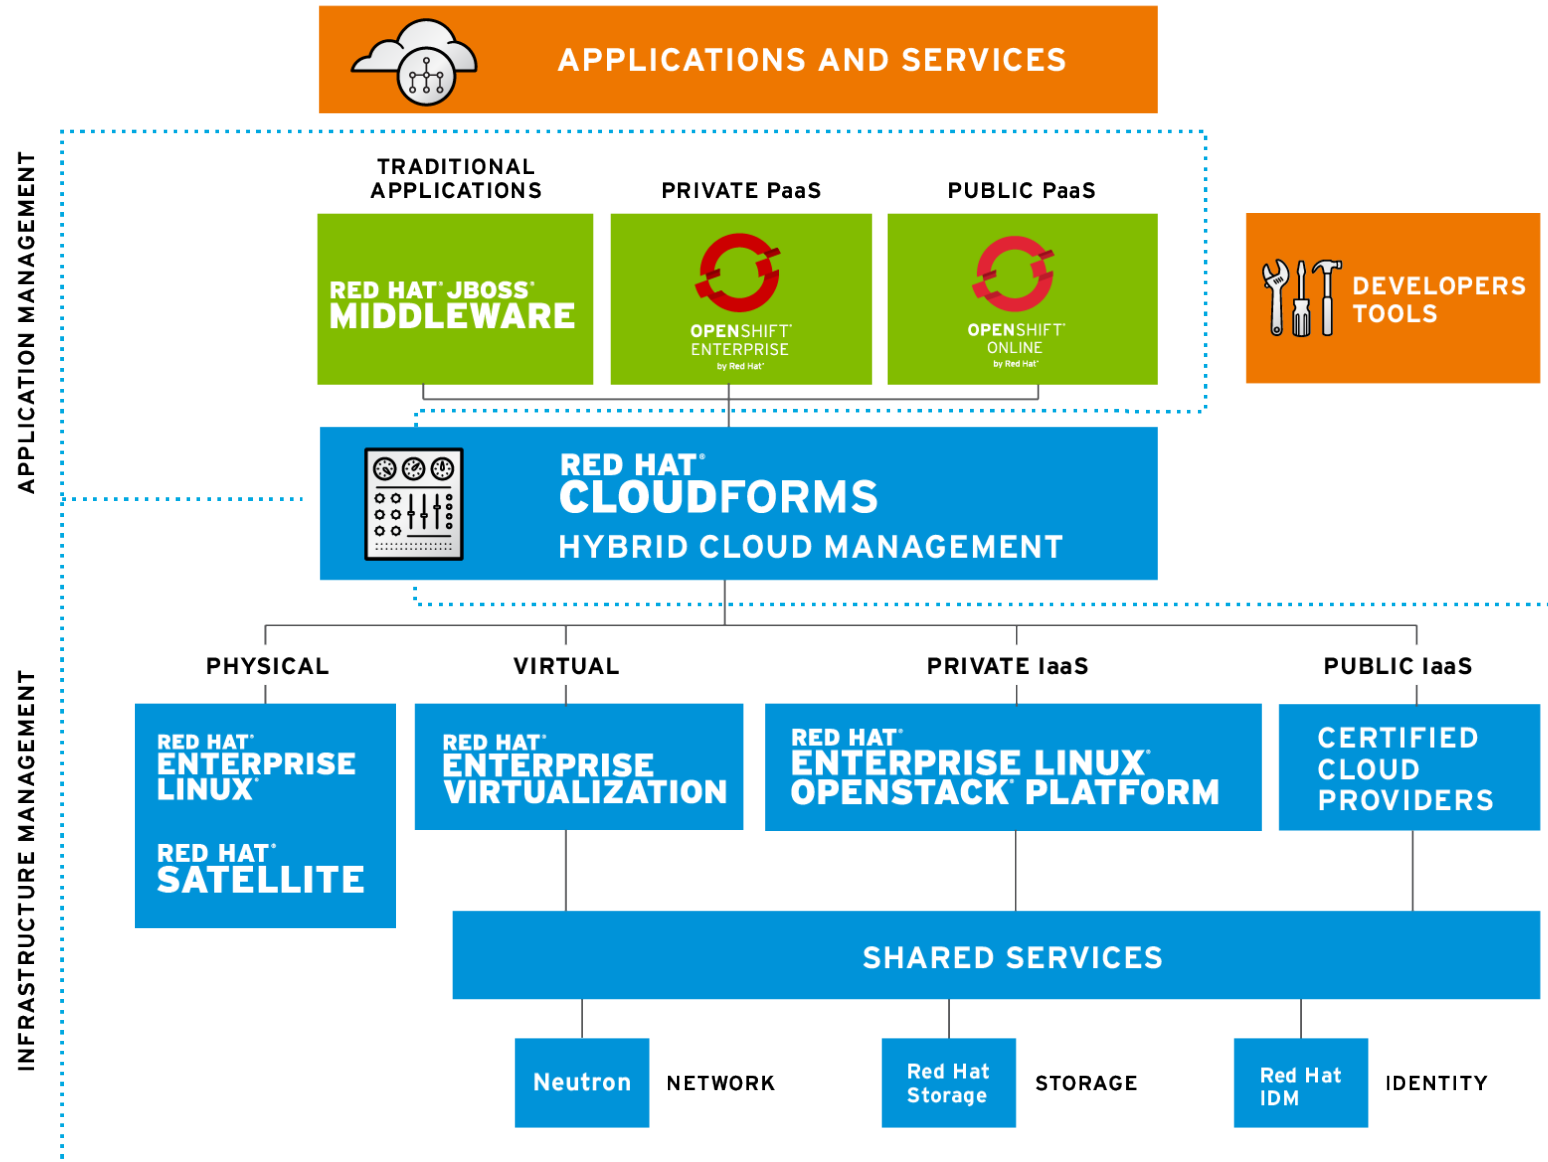 APPLICATIONS AND SERVICES
APPLICATION MANAGEMENT
TRADITIONAL
APPLICATIONS
PRIVATE PaaS
PUBLIC PaaS
RED HAT® JBOSS®
MIDDLEWARE
OPENSHIFT®
ENTERPRISE
by Red Hat®
OPENSHIFT®
ONLINE
by Red Hat®
DEVELOPERS
TOOLS
RED HAT®
CLOUDFORMS
HYBRID CLOUD MANAGEMENT
INFRASTRUCTURE MANAGEMENT
PHYSICAL
VIRTUAL
PRIVATE IaaS
PUBLIC IaaS
RED HAT®
ENTERPRISE
LINUX®
RED HAT®
SATELLITE
RED HAT®
ENTERPRISE
VIRTUALIZATION
RED HAT®
ENTERPRISE LINUX®
OPENSTACK® PLATFORM
CERTIFIED
CLOUD
PROVIDERS
SHARED SERVICES
Neutron
NETWORK
Red Hat
Storage
STORAGE
Red Hat
IDM
IDENTITY